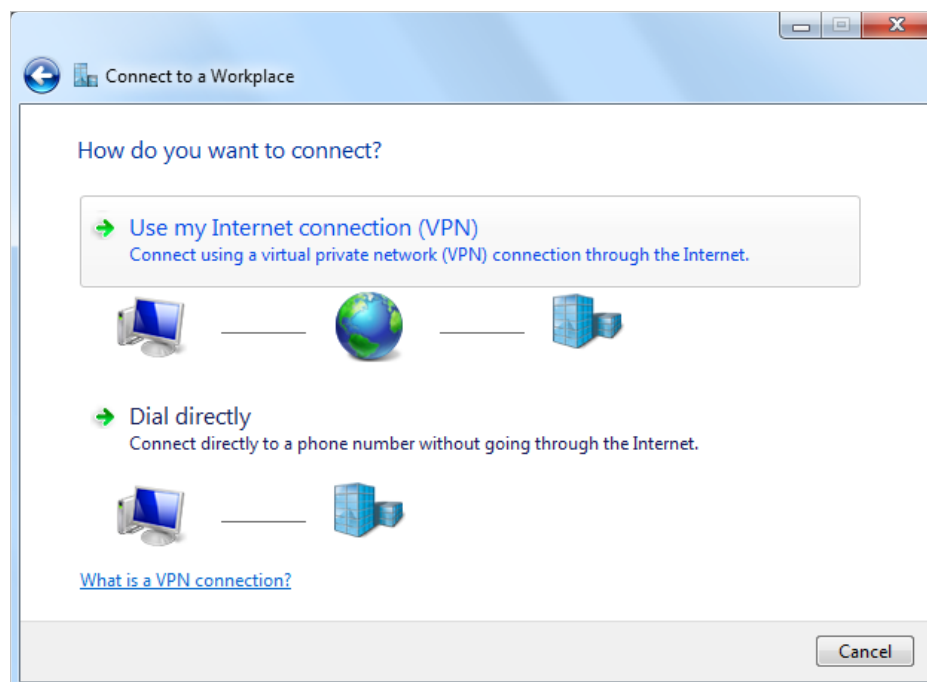 Connect to a Workplace
How do you want to connect?
Use my Internet connection (VPN)
Connect using a virtual private network (VPN) connection through the Internet.
Dial directly
Connect directly to a phone number without going through the Internet.
What is a VPN connection?
Cancel